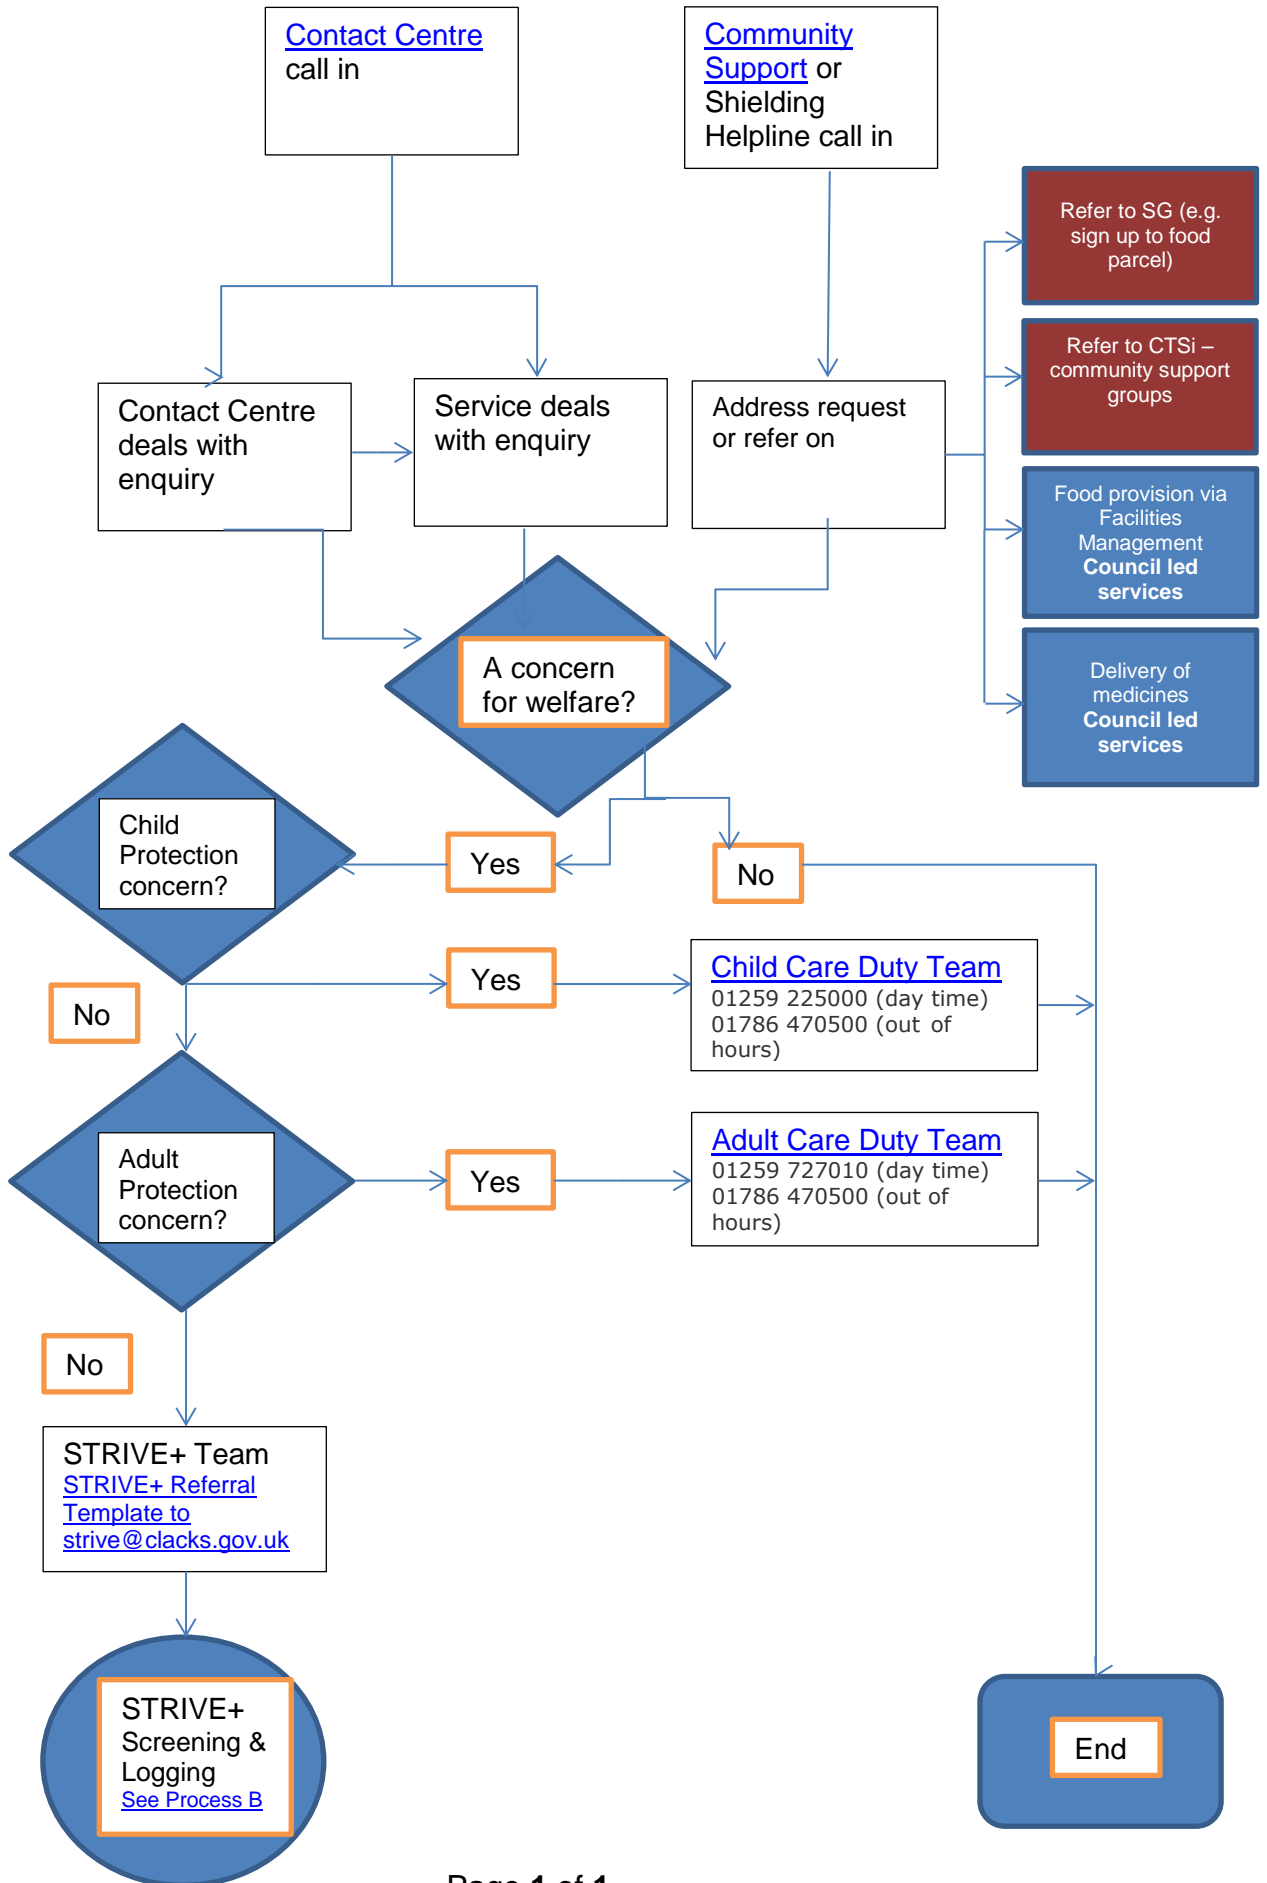 Contact Centre
call in
Community
Support or
Shielding
Helpline call in
Refer to SG (e.g.
sign up to food
parcel)
Refer to CTSi –
community support
groups
Contact Centre
deals with
enquiry
Service deals
with enquiry
Address request
or refer on
Food provision via
Facilities
Management
Council led
services
A concern
for welfare?
Delivery of
medicines
Council led
services
Child
Protection
concern?
Yes
No
Yes
Child Care Duty Team
01259 225000 (day time)
01786 470500 (out of
hours)
No
Adult
Protection
concern?
Yes
Adult Care Duty Team
01259 727010 (day time)
01786 470500 (out of
hours)
No
STRIVE+ Team
STRIVE+ Referral
Template to
strive@clacks.gov.uk
STRIVE+
Screening &
Logging
See Process B
End
Page 1 of 1